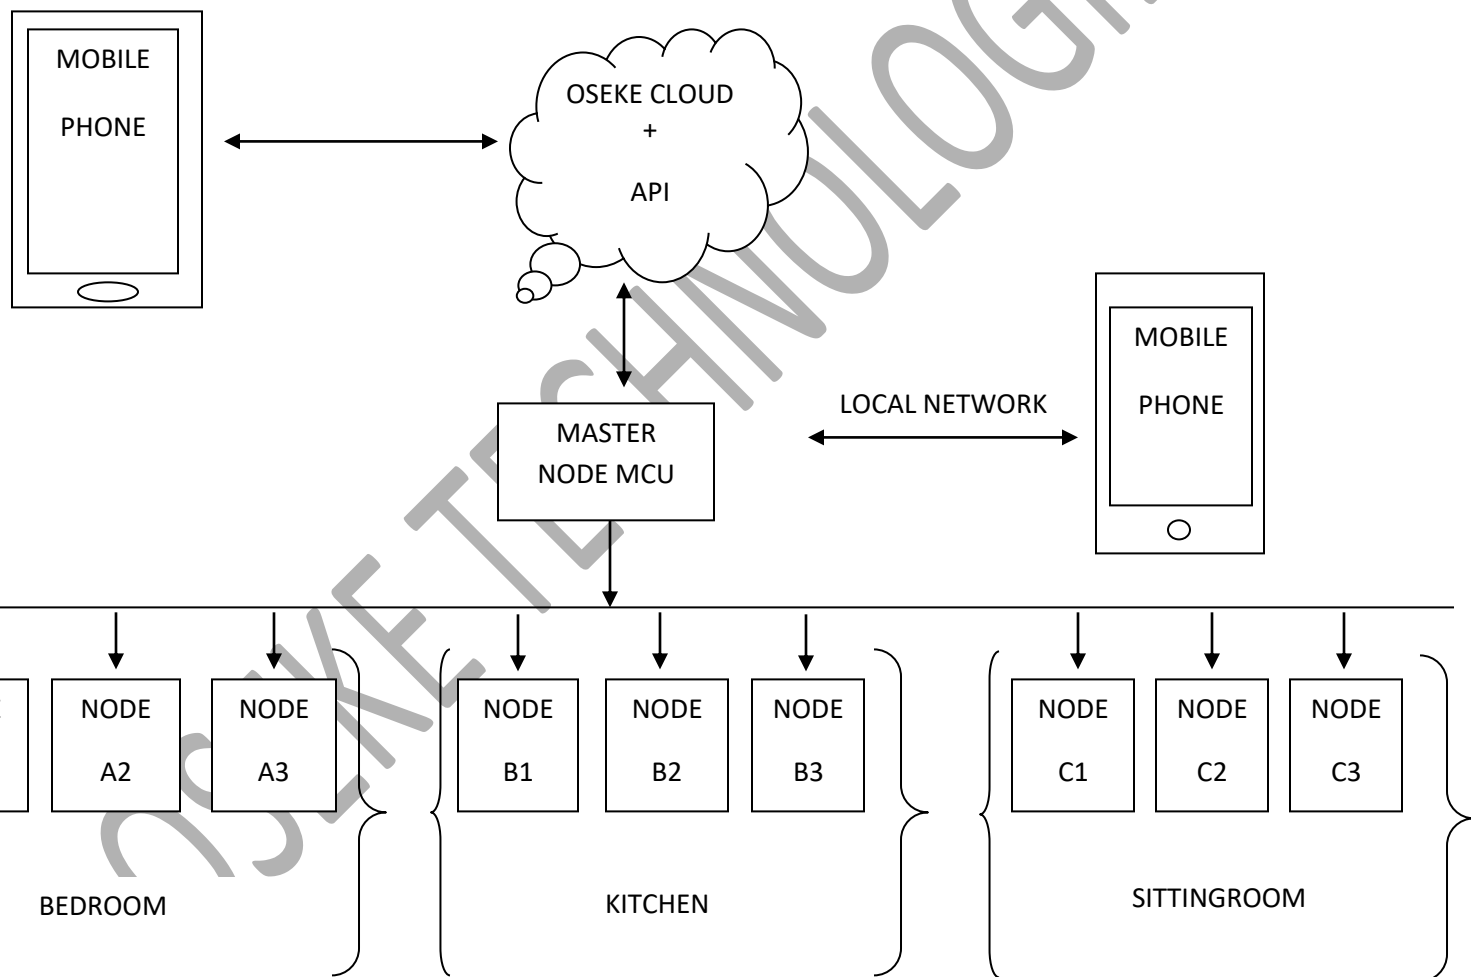 MOBILE
PHONE
OSEKE CLOUD
+
API
MOBILE
PHONE
LOCAL NETWORK
MASTER
NODE MCU
NODE
A2
NODE
A3
NODE
B1
NODE
B2
NODE
B3
NODE
C1
NODE
C2
NODE
C3
BEDROOM
KITCHEN
SITTINGROOM
OSEKE TECHNOLOG